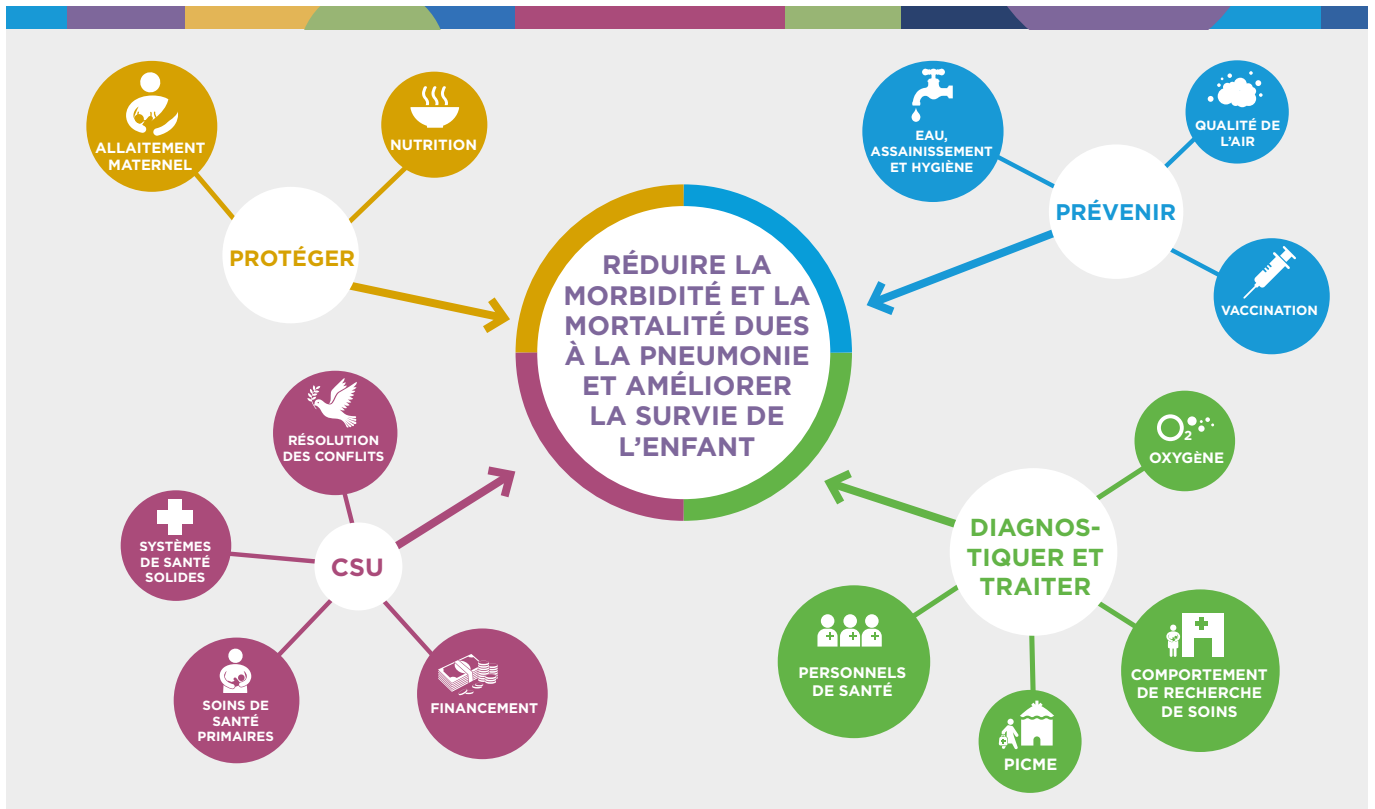 ALLAITEMENT
MATERNEL
NUTRITION
PROTÉGER
EAU,
ASSAINISSEMENT
ET HYGIÈNE
QUALITÉ DE
L'AIR
PRÉVENIR
VACCINATION
RÉDUIRE LA
MORBIDITÉ ET LA
MORTALITÉ DUES
À LA PNEUMONIE
ET AMÉLIORER
LA SURVIE DE
L'ENFANT
RÉSOLUTION
DES CONFLITS
SYSTÈMES
DE SANTÉ
SOLIDES
CSU
SOINS DE
SANTÉ
PRIMAIRES
FINANCEMENT
O2
OXYGÈNE
DIAGNOS-
TIQUER ET
TRAITER
PERSONNELS
DE SANTÉ
PICME
COMPORTEMENT
DE RECHERCHE
DE SOINS